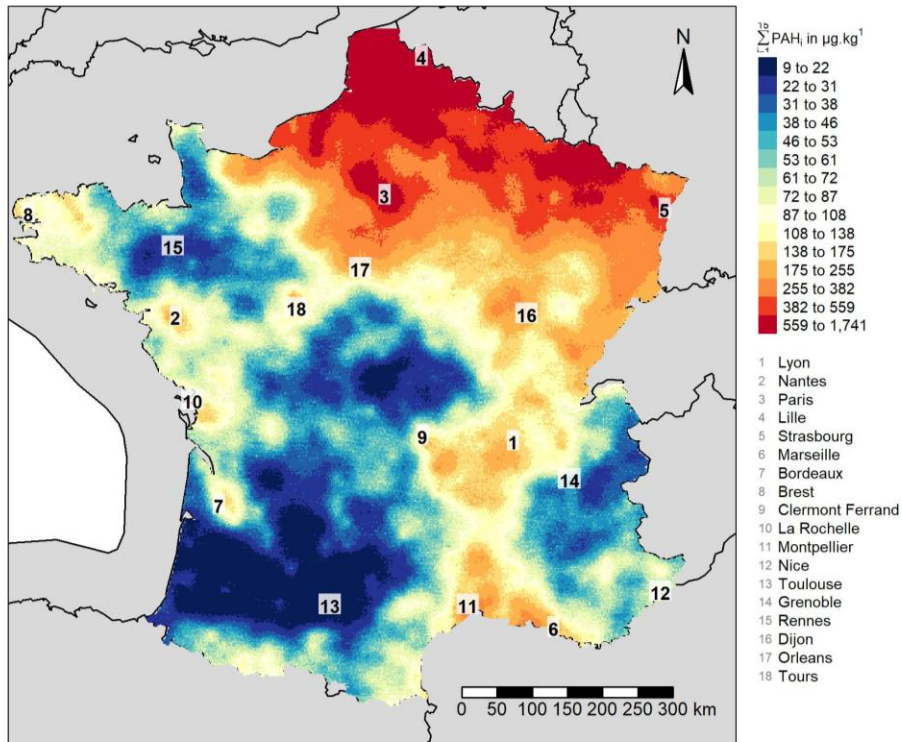 N
15
∑ PAHᵢ in µg.kg¹
i=1
9 to 22
22 to 31
31 to 38
38 to 46
46 to 53
53 to 61
61 to 72
72 to 87
87 to 108
108 to 138
138 to 175
175 to 255
255 to 382
382 to 559
559 to 1,741
1 Lyon
2 Nantes
3 Paris
4 Lille
5 Strasbourg
6 Marseille
7 Bordeaux
8 Brest
9 Clermont Ferrand
10 La Rochelle
11 Montpellier
12 Nice
13 Toulouse
14 Grenoble
15 Rennes
16 Dijon
17 Orleans
18 Tours
4
3
5
8
15
17
18
2
16
10
9
1
14
7
12
13
11
6
0 50 100 150 200 250 300 km